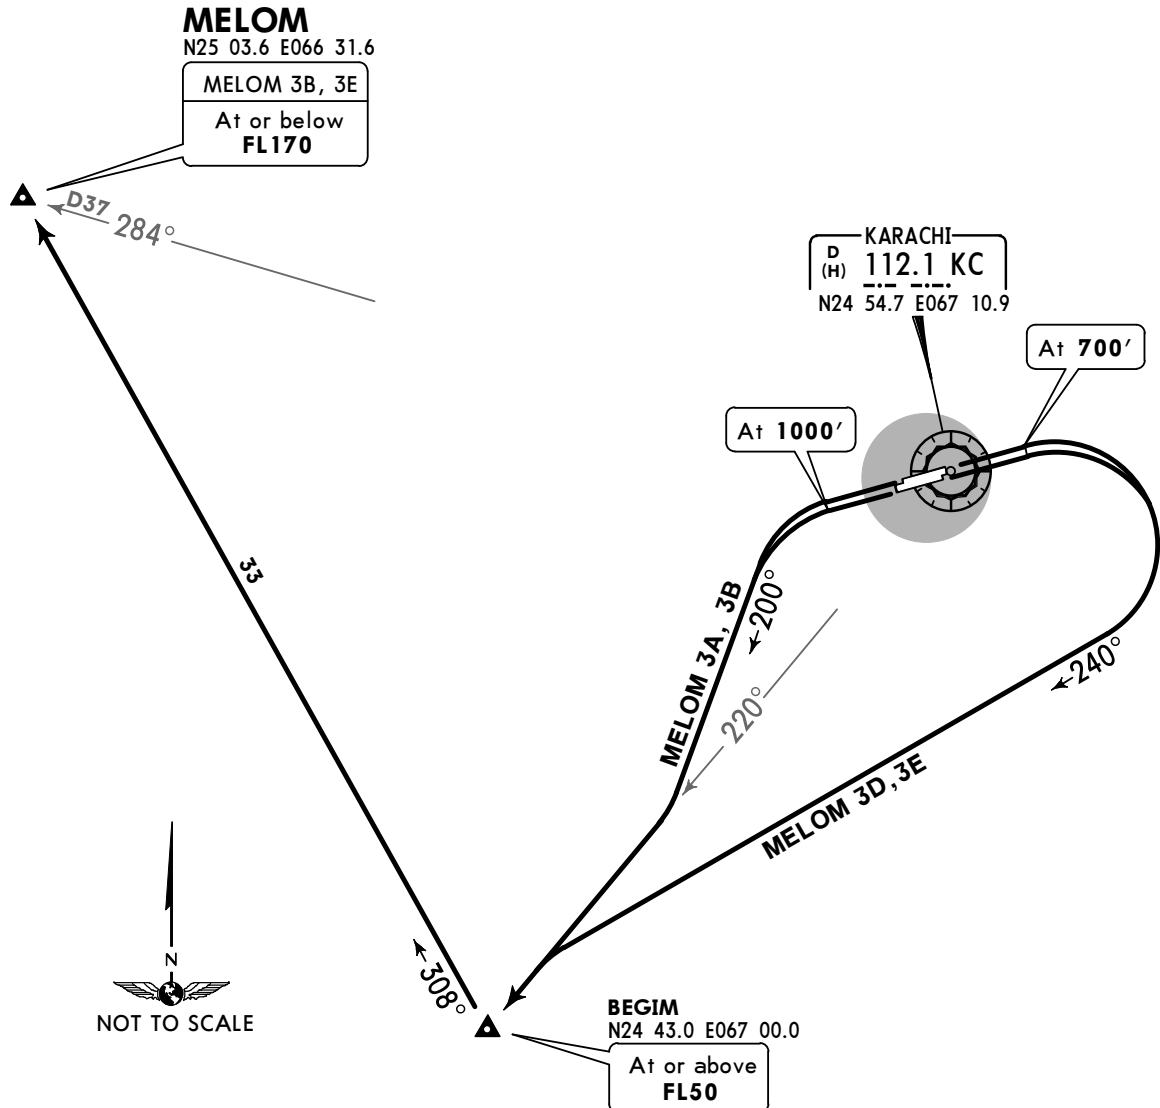 MELOM
N25 03.6 E066 31.6
MELOM 3B, 3E
At or below
FL170
D37
284°
KARACHI
D
(H)
112.1 KC
N24 54.7 E067 10.9
At 700'
At 1000'
33
MELOM 3A, 3B
200°
220°
240°
MELOM 3D,3E
308°
N
NOT TO SCALE
BEGIM
N24 43.0 E067 00.0
At or above
FL50